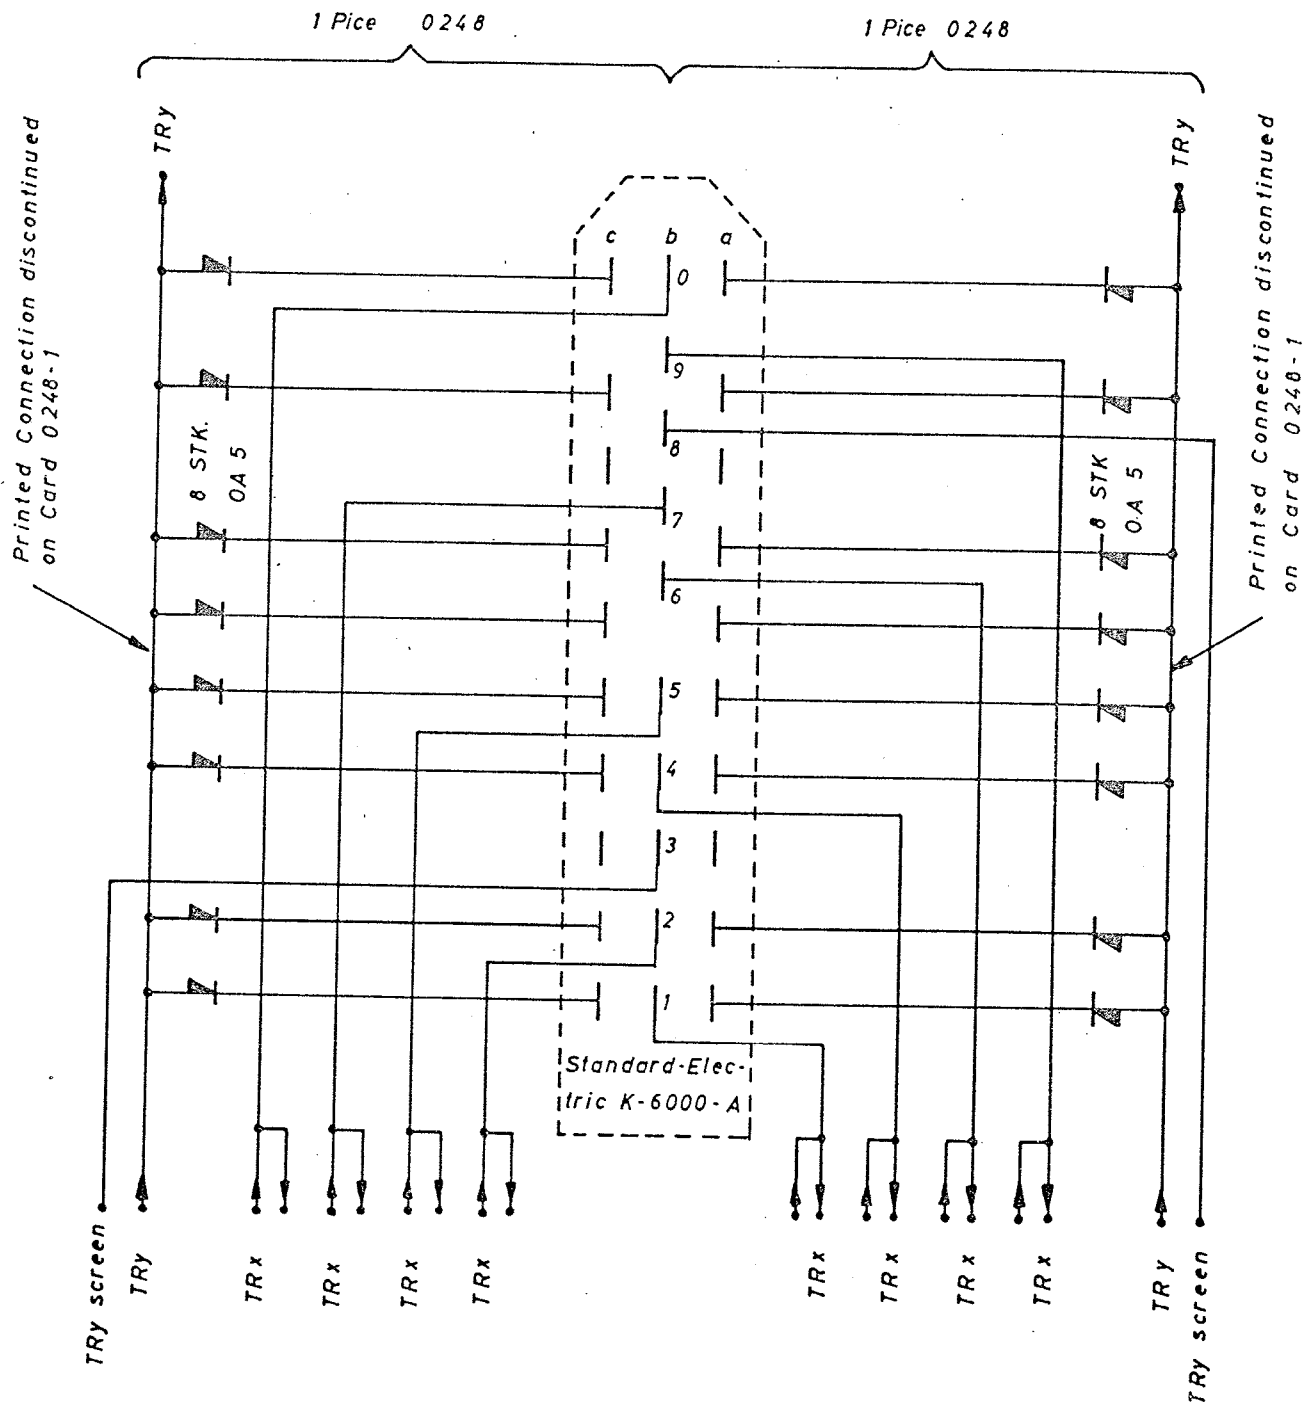 1 Pice 0248
1 Pice 0248
TRy
TRy
Printed Connection discontinued
on Card 0248-1
Printed Connection discontinued
on Card 0248-1
c b a
0
9
8
7
6
5
4
3
2
1
8 STK.
OA 5
8 STK
OA 5
Standard-Elec-
tric K-6000-A
TRy screen
TRy
TRx
TRx
TRx
TRx
TRx
TRx
TRx
TRx
TRy
TRy screen